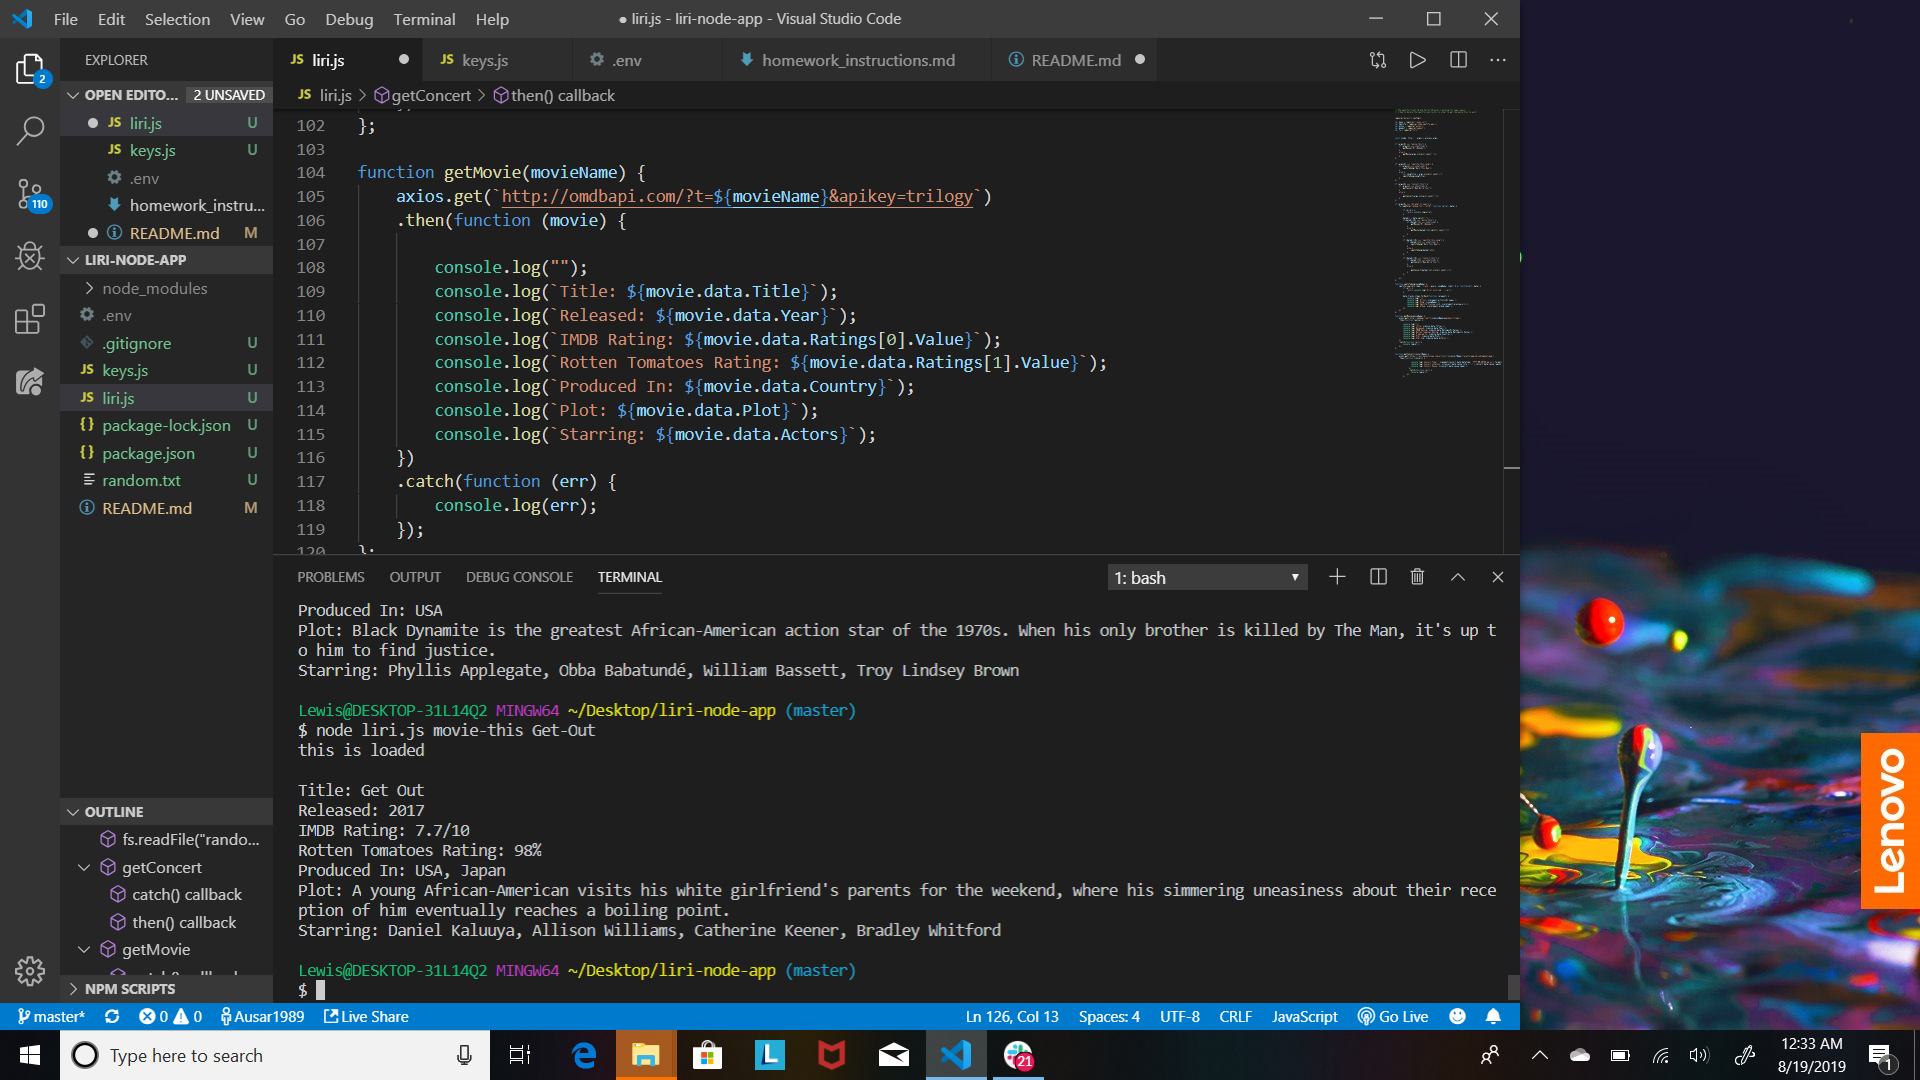 File Edit Selection View Go Debug Terminal Help
● liri.js - liri-node-app - Visual Studio Code
EXPLORER
JS liri.js
JS keys.js
.env
homework_instructions.md
README.md
OPEN EDITO... 2 UNSAVED
JS liri.js > getConcert > then() callback
2
JS liri.js U
JS keys.js U
.env
homework_instru...
README.md M
110
LIRI-NODE-APP
node_modules
.env
.gitignore U
JS keys.js U
JS liri.js U
{} package-lock.json U
{} package.json U
random.txt U
README.md M
OUTLINE
fs.readFile("rando...
getConcert
catch() callback
then() callback
getMovie
NPM SCRIPTS
102 };
103
104 function getMovie(movieName) {
105 axios.get(`http://omdbapi.com/?t=${movieName}&apikey=trilogy`)
106 .then(function (movie) {
107
108 console.log("");
109 console.log(`Title: ${movie.data.Title}`);
110 console.log(`Released: ${movie.data.Year}`);
111 console.log(`IMDB Rating: ${movie.data.Ratings[0].Value}`);
112 console.log(`Rotten Tomatoes Rating: ${movie.data.Ratings[1].Value}`);
113 console.log(`Produced In: ${movie.data.Country}`);
114 console.log(`Plot: ${movie.data.Plot}`);
115 console.log(`Starring: ${movie.data.Actors}`);
116 })
117 .catch(function (err) {
118 console.log(err);
119 });
120 };
PROBLEMS OUTPUT DEBUG CONSOLE TERMINAL
1: bash
Produced In: USA
Plot: Black Dynamite is the greatest African-American action star of the 1970s. When his only brother is killed by The Man, it's up t
o him to find justice.
Starring: Phyllis Applegate, Obba Babatundé, William Bassett, Troy Lindsey Brown
Lewis@DESKTOP-31L14Q2 MINGW64 ~/Desktop/liri-node-app (master)
$ node liri.js movie-this Get-Out
this is loaded
Title: Get Out
Released: 2017
IMDB Rating: 7.7/10
Rotten Tomatoes Rating: 98%
Produced In: USA, Japan
Plot: A young African-American visits his white girlfriend's parents for the weekend, where his simmering uneasiness about their rece
ption of him eventually reaches a boiling point.
Starring: Daniel Kaluuya, Allison Williams, Catherine Keener, Bradley Whitford
Lewis@DESKTOP-31L14Q2 MINGW64 ~/Desktop/liri-node-app (master)
$
Lenovo
master* 0 0 Ausar1989 Live Share
Ln 126, Col 13 Spaces: 4 UTF-8 CRLF JavaScript Go Live
Type here to search
L
21
12:33 AM
8/19/2019
1